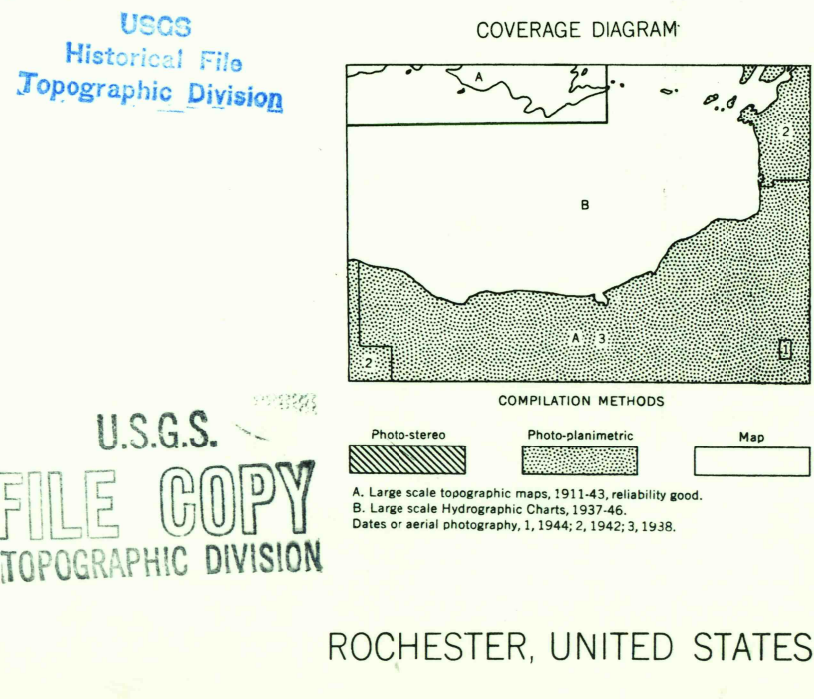 USGS
Historical File
Topographic Division
COVERAGE DIAGRAM
A
2
B
A 3
1
2
COMPILATION METHODS
Photo-stereo
Photo-planimetric
Map
A. Large scale topographic maps, 1911-43, reliability good.
B. Large scale Hydrographic Charts, 1937-46.
Dates or aerial photography, 1, 1944; 2, 1942; 3, 1938.
U.S.G.S.
FILE COPY
TOPOGRAPHIC DIVISION
ROCHESTER, UNITED STATES